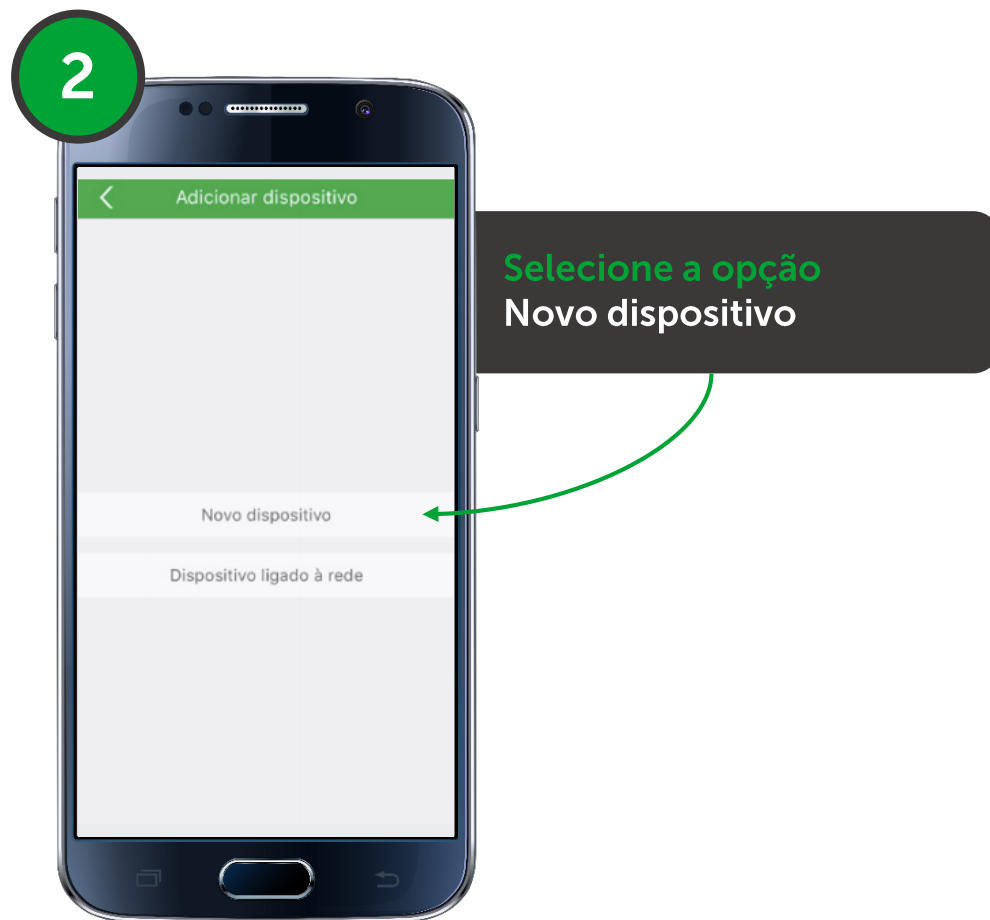 2
Adicionar dispositivo
Selecione a opção
Novo dispositivo
Novo dispositivo
Dispositivo ligado à rede